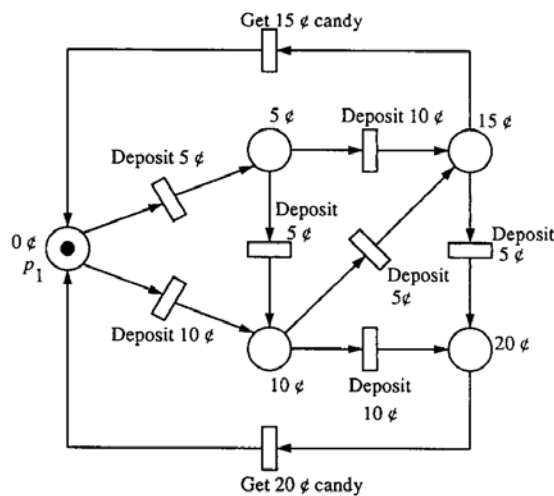 Get 15 ¢ candy
5 ¢
Deposit 10 ¢
15 ¢
Deposit 5 ¢
Deposit
5 ¢
0 ¢
p1
Deposit
5¢
Deposit
5 ¢
Deposit 10 ¢
10 ¢
Deposit
10 ¢
20 ¢
Get 20 ¢ candy